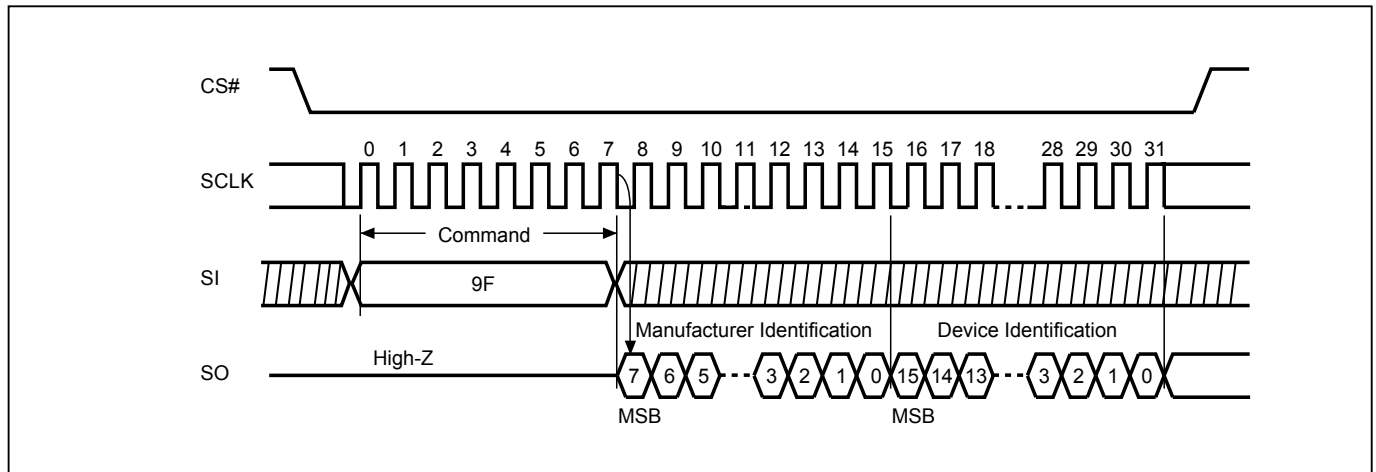 CS#
0 1 2 3 4 5 6 7 8 9 10 11 12 13 14 15 16 17 18 28 29 30 31
SCLK
Command
SI
9F
Manufacturer Identification Device Identification
High-Z
SO
7 6 5 3 2 1 0 15 14 13 3 2 1 0
MSB MSB